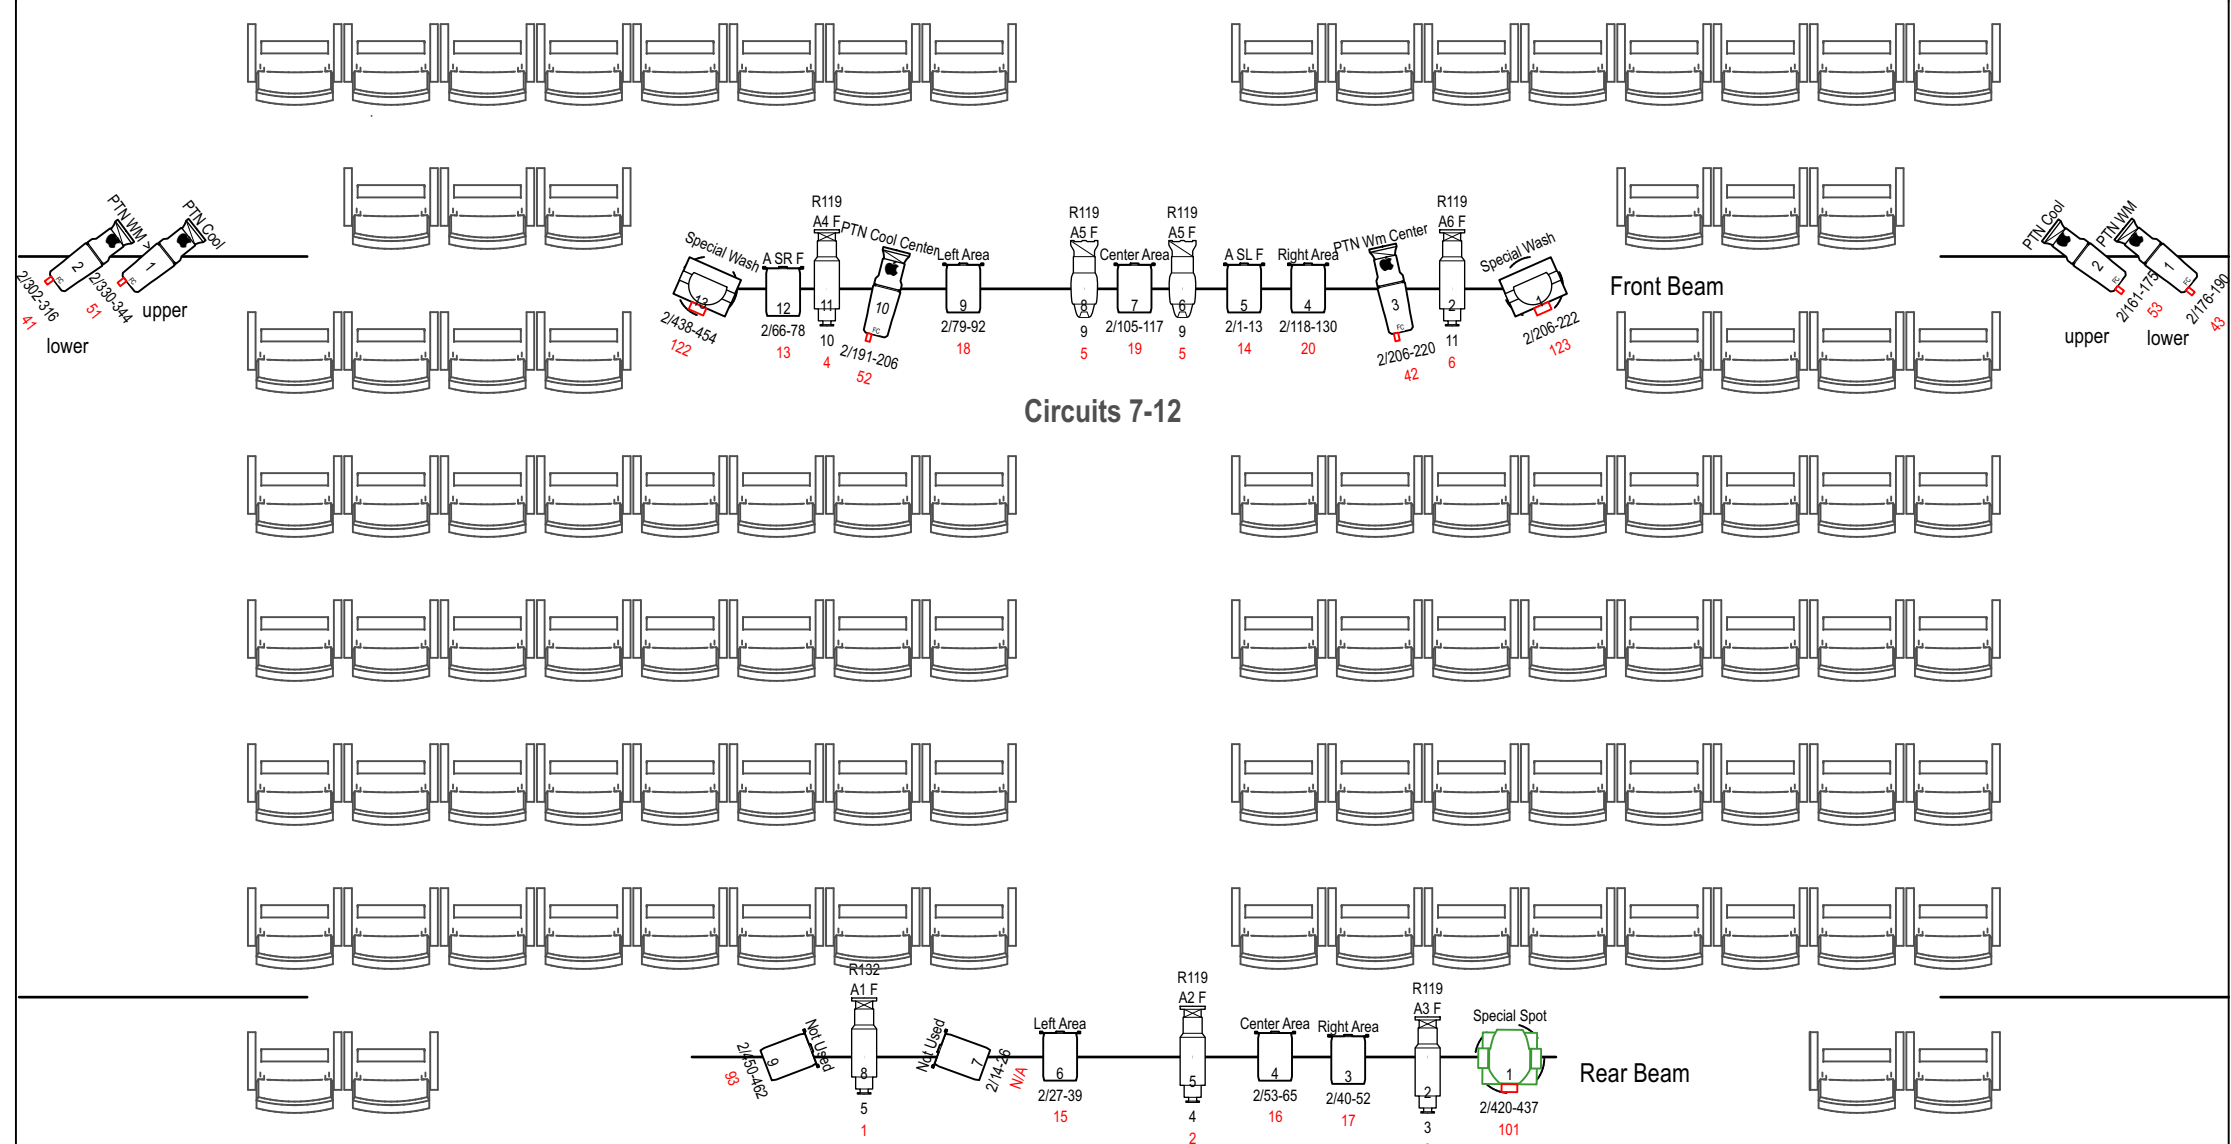 R119
A4 F
PTN Cool Center
Left Area
R119
A5 F
Center Area
R119
A5 F
A SL F
Right Area
PTN Wm Center
R119
A6 F
Special Wash
Special Wash
A SR F
PTN WM >
PTN Cool
PTN Cool
PTN WM
2
1
FC
FC
2/302-316
41
2/330-344
51
upper
lower
13
2/438-454
122
12
2/66-78
13
11
10
4
10
FC
2/191-206
52
9
2/79-92
18
8
9
5
7
2/105-117
19
6
9
5
5
2/1-13
14
4
2/118-130
20
3
FC
2/206-220
42
2
11
6
1
2/206-222
123
Front Beam
2
1
FC
FC
2/161-175
53
2/176-190
43
upper
lower
Circuits 7-12
R132
A1 F
R119
A2 F
R119
A3 F
Not Used
Not Used
Left Area
Center Area
Right Area
Special Spot
9
2/450-462
93
8
5
1
7
2/14-26
N/A
6
2/27-39
15
5
4
2
4
2/53-65
16
3
2/40-52
17
2
3
1
2/420-437
101
Rear Beam